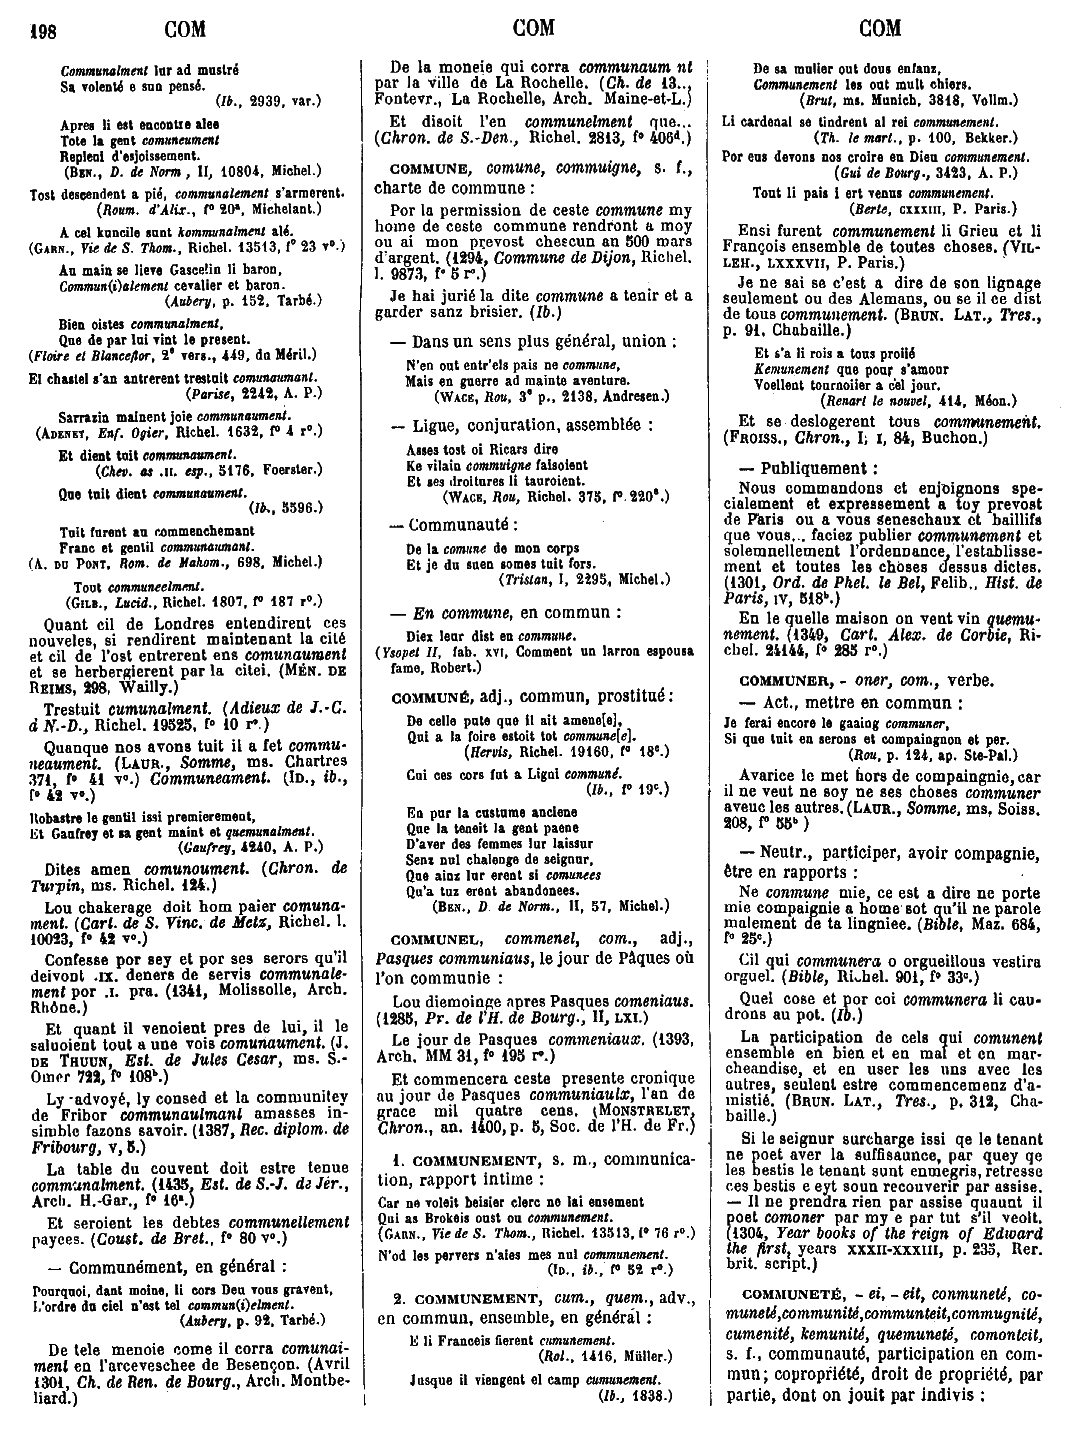 198 COM COM COM
Communalment lur ad mustré
Sa volenté e sun pensé.
(Ib., 2939, var.)
Apres li est encontre alee
Tote la gent comuneument
Repleni d'esjoissement.
(BEN., D. de Norm, II, 10804, Michel.)
Tost descendent a pié, communalement s'armerent.
(Roum. d'Alix., f° 20ª, Michelant.)
A cel kuncile sunt kommunalment alé.
(GARN., Vie de S. Thom., Richel. 13513, f° 23 v°.)
Au main se lieve Gascelin li baron,
Commun(i)alement cevalier et baron.
(Aubery, p. 152, Tarbé.)
Bien oistes communalment,
Que de par lui vint le present.
(Floire et Blanceflor, 2e vers., 449, du Méril.)
El chastel s'an antrerent trestuit comunaumant.
(Parise, 2242, A. P.)
Sarrazin mainent joie communaument.
(ADENET, Enf. Ogier, Richel. 1632, f° 4 r°.)
Et dient tuit communaument.
(Chev. as .II. esp., 5176, Foerster.)
Que tuit dient communaument.
(Ib., 5596.)
Tuit furent au commenchemant
Franc et gentil communaumant.
(A. DU PONT, Rom. de Mahom., 698, Michel.)
Tout communeelment.
(GILB., Lucid., Richel. 1807, f° 187 r°.)
Quant cil de Londres entendirent ces
nouveles, si rendirent maintenant la cité
et cil de l'ost entrerent ens comunaument
et se herbergierent par la citei. (MÉN. DE
REIMS, 298, Wailly.)
Trestuit cumunalment. (Adieux de J.-C.
à N.-D., Richel. 19525, f° 10 r°.)
Quanque nos avons tuit il a fet commu-
neaument. (LAUR., Somme, ms. Chartres
371, f° 41 v°.) Communeament. (ID., ib.,
f° 42 v°.)
Robastre le gentil issi premierement,
Et Gaufrey et sa gent maint et quemunalment.
(Gaufrey, 4240, A. P.)
Dites amen comunoument. (Chron. de
Turpin, ms. Richel. 124.)
Lou chakerage doit hom paier comuna-
ment. (Cart. de S. Vinc. de Metz, Richel. l.
10023, f° 42 v°.)
Confesse por sey et por ses serors qu'il
deivont .IX. deners de servis communale-
ment por .I. pra. (1341, Molissolle, Arch.
Rhône.)
Et quant il venoient pres de lui, il le
saluoient tout a une vois comunaument. (J.
DE THUUN, Est. de Jules Cesar, ms. S.-
Omer 722, f° 108b.)
Ly advoyé, ly consed et la communitey
de Fribor communaulmant amasses in-
simble fazons savoir. (1387, Rec. diplom. de
Fribourg, V, 5.)
La table du couvent doit estre tenue
communalment. (1435, Est. de S.-J. de Jér.,
Arch. H.-Gar., f° 16ª.)
Et seroient les debtes communellement
payees. (Coust. de Bret., f° 80 v°.)
— Communément, en général :
Pourquoi, dant moine, li cors Deu vous gravent,
L'ordre du ciel n'est tel commun(i)elment.
(Aubery, p. 92, Tarbé.)
De tele menoie come il corra comunai-
ment en l'arceveschee de Besençon. (Avril
1301, Ch. de Ren. de Bourg., Arch. Montbe-
liard.)
De la moneie qui corra communaum nt
par la ville de La Rochelle. (Ch. de 13..,
Fontevr., La Rochelle, Arch. Maine-et-L.)
Et disoit l'en communelment que...
(Chron. de S.-Den., Richel. 2813, f° 406d.)
COMMUNE, comune, commuigne, s. f.,
charte de commune :
Por la permission de ceste commune my
home de ceste commune rendront a moy
ou ai mon prevost chescun an 500 mars
d'argent. (1294, Commune de Dijon, Richel.
l. 9873, f° 5 r°.)
Je hai jurié la dite commune a tenir et a
garder sanz brisier. (Ib.)
— Dans un sens plus général, union :
N'en out entr'els pais ne commune,
Mais en guerre ad mainte aventure.
(WACE, Rou, 3e p., 2138, Andresen.)
— Ligue, conjuration, assemblée :
Asses tost oi Ricars dire
Ke vilain commuigne faisoient
Et ses droitures li tauroient.
(WACE, Rou, Richel. 375, f° 220e.)
— Communauté :
De la comune de mon corps
Et je du suen somes tuit fors.
(Tristan, I, 2295, Michel.)
— En commune, en commun :
Diex leur dist en commune.
(Ysopet II, fab. XVI, Comment un larron espousa
fame, Robert.)
COMMUNÉ, adj., commun, prostitué :
De celle pute que il ait amene[e],
Qui a la foire estoit tot commune[e].
(Hervis, Richel. 19160, f° 18c.)
Cui ces cors fut a Ligui communé.
(Ib., f° 19c.)
En pur la custume anciene
Que la teneit la gent paene
D'aver des femmes lur laissur
Senz nul chalenge de seignur,
Que ainz lur erent si comunees
Qu'a tuz erent abandonees.
(BEN., D. de Norm., II, 57, Michel.)
COMMUNEL, commenel, com., adj.,
Pasques communiaus, le jour de Pâques où
l'on communie :
Lou diemoinge apres Pasques comeniaus.
(1285, Pr. de l'H. de Bourg., II, LXI.)
Le jour de Pasques commeniaux. (1393,
Arch. MM 31, f° 195 r°.)
Et commencera ceste presente cronique
au jour de Pasques communiaulx, l'an de
grace mil quatre cens. (MONSTRELET,
Chron., an. 1400, p. 5, Soc. de l'H. de Fr.)
1. COMMUNEMENT, s. m., communica-
tion, rapport intime :
Car ne voleit beisier clerc ne lai ensement
Qui as Brokeis oust ou communement.
(GARN., Vie de S. Thom., Richel. 13513, f° 76 r°.)
N'od les pervers n'aies mes nul communement.
(ID., ib., f° 52 r°.)
2. COMMUNEMENT, cum., quem., adv.,
en commun, ensemble, en général :
E li Franceis fierent cumunement.
(Rol., 1416, Müller.)
Jusque il viengent el camp cumunement.
(Ib., 1838.)
De sa mulier out dous enfanz,
Communement les out mult chiers.
(Brut, ms. Munich, 3818, Vollm.)
Li cardenal se tindrent al rei communement.
(Th. le mart., p. 100, Bekker.)
Por eus devons nos croire en Dieu communement.
(Gui de Bourg., 3423, A. P.)
Tout li pais i ert venus communement.
(Berte, CXXXIII, P. Paris.)
Ensi furent communement li Grieu et li
François ensemble de toutes choses. (VIL-
LEH., LXXXVII, P. Paris.)
Je ne sai se c'est a dire de son lignage
seulement ou des Alemans, ou se il ce dist
de tous communement. (BRUN. LAT., Tres.,
p. 91, Chabaille.)
Et s'a li rois a tous proiié
Kemunement que pour s'amour
Voellent tournoiier a cel jour.
(Renart le nouvel, 414, Méon.)
Et se deslogerent tous communement.
(FROISS., Chron., I, I, 84, Buchon.)
— Publiquement :
Nous commandons et enjoignons spe-
cialement et expressement a toy prevost
de Paris ou a vous seneschaux et baillifs
que vous... faciez publier communement et
solemnellement l'ordennance, l'establisse-
ment et toutes les choses dessus dictes.
(1301, Ord. de Phel. le Bel, Felib., Hist. de
Paris, IV, 518b.)
En le quelle maison on vent vin quemu-
nement. (1349, Cart. Alex. de Corbie, Ri-
chel. 24144, f° 285 r°.)
COMMUNER, - oner, com., verbe.
— Act., mettre en commun :
Je ferai encore le gaaing communer,
Si que tuit en serons et compaingnon et per.
(Rou, p. 124, ap. Ste-Pal.)
Avarice le met hors de compaingnie, car
il ne veut ne soy ne ses choses communer
aveuc les autres. (LAUR., Somme, ms. Soiss.
208, f° 55b)
— Neutr., participer, avoir compagnie,
être en rapports :
Ne conmune mie, ce est a dire ne porte
mie compaignie a home sot qu'il ne parole
malement de ta lingniee. (Bible, Maz. 684,
f° 25c.)
Cil qui communera o orgueillous vestira
orguel. (Bible, Richel. 901, f° 33c.)
Quel cose et por coi communera li cau-
drons au pot. (Ib.)
La participation de cels qui comunent
ensemble en bien et en mal et en mar-
cheandise, et en user les uns avec les
autres, seulent estre commencemenz d'a-
mistié. (BRUN. LAT., Tres., p. 312, Cha-
baille.)
Si le seignur surcharge issi qe le tenant
ne poet aver la suffisaunce, par quey qe
les bestis le tenant sunt enmegris, retresse
ces bestis e eyt soun recouverir par assise.
— Il ne prendra rien par assise quaunt il
poet comoner par my e par tut s'il veolt.
(1304, Year books of the reign of Edward
the first, years XXXII-XXXIII, p. 235, Rer.
brit. script.)
COMMUNETÉ, - ei, - eit, conmuneté, co-
muneté, communité, communteit, commugnité,
cumenité, kemunité, quemuneté, comonteit,
s. f., communauté, participation en com-
mun ; copropriété, droit de propriété, par
partie, dont on jouit par indivis :